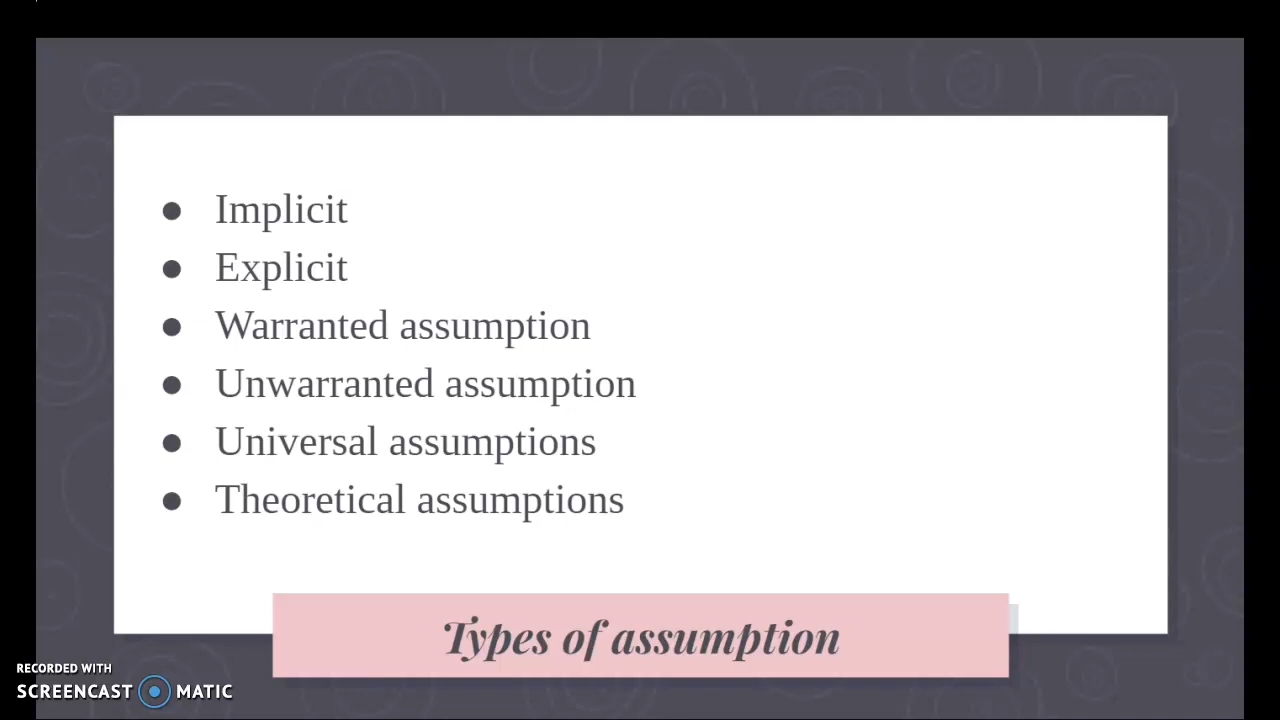 ● Implicit
● Explicit
● Warranted assumption
● Unwarranted assumption
● Universal assumptions
● Theoretical assumptions
Types of assumption
RECORDED WITH
SCREENCAST MATIC